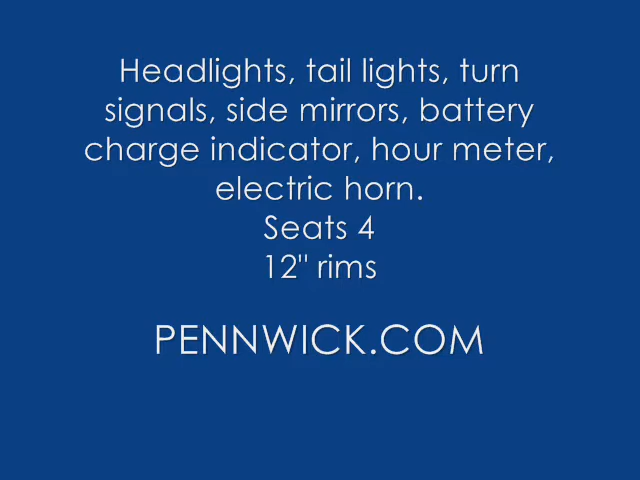 Headlights, tail lights, turn
signals, side mirrors, battery
charge indicator, hour meter,
electric horn.
Seats 4
12" rims
PENNWICK.COM